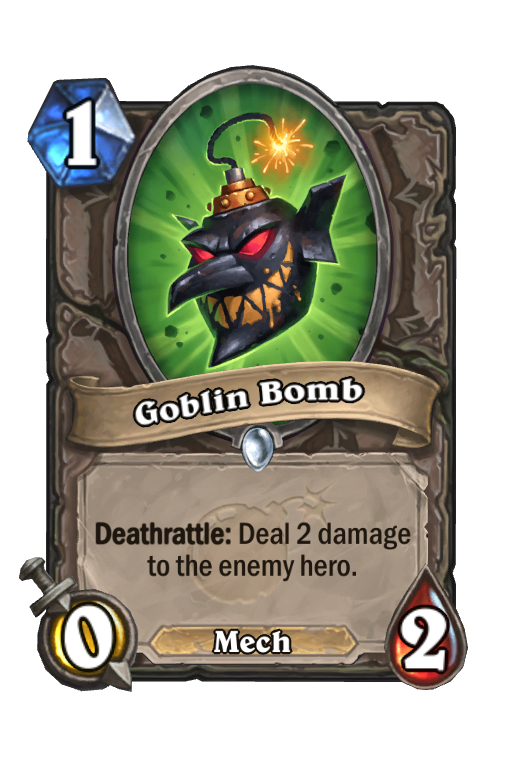 1
Goblin Bomb
Deathrattle: Deal 2 damage
to the enemy hero.
0
Mech
2